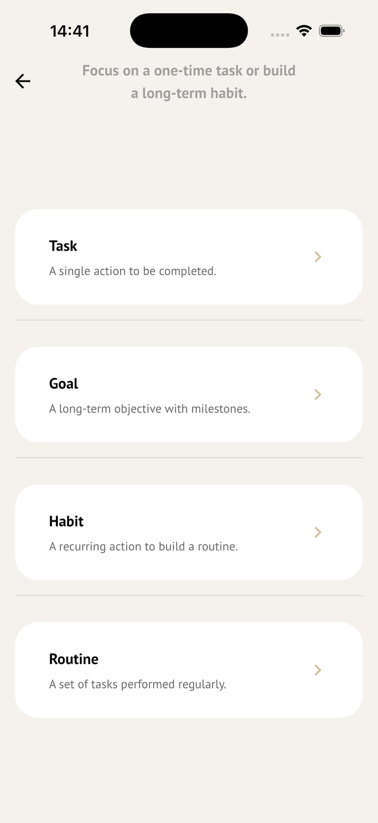 14:41
Focus on a one-time task or build
a long-term habit.
Task
A single action to be completed.
Goal
A long-term objective with milestones.
Habit
A recurring action to build a routine.
Routine
A set of tasks performed regularly.